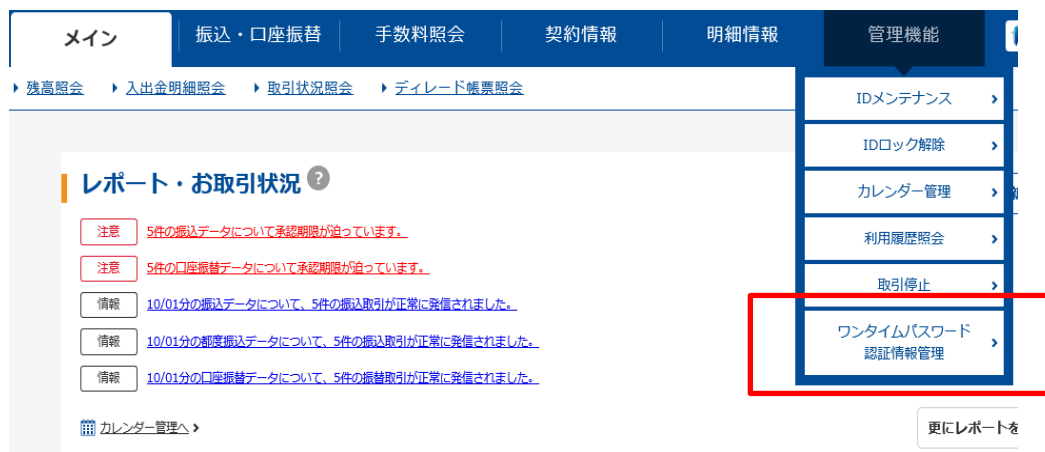 メイン
振込・口座振替
手数料照会
契約情報
明細情報
管理機能
残高照会
入出金明細照会
取引状況照会
ディレード帳票照会
IDメンテナンス
IDロック解除
カレンダー管理
利用履歴照会
取引停止
ワンタイムパスワード
認証情報管理
レポート・お取引状況 ?
注意 5件の振込データについて承認期限が迫っています。
注意 5件の口座振替データについて承認期限が迫っています。
情報 10/01分の振込データについて、5件の振込取引が正常に発信されました。
情報 10/01分の都度振込データについて、5件の振込取引が正常に発信されました。
情報 10/01分の口座振替データについて、5件の振替取引が正常に発信されました。
カレンダー管理へ
更にレポートを